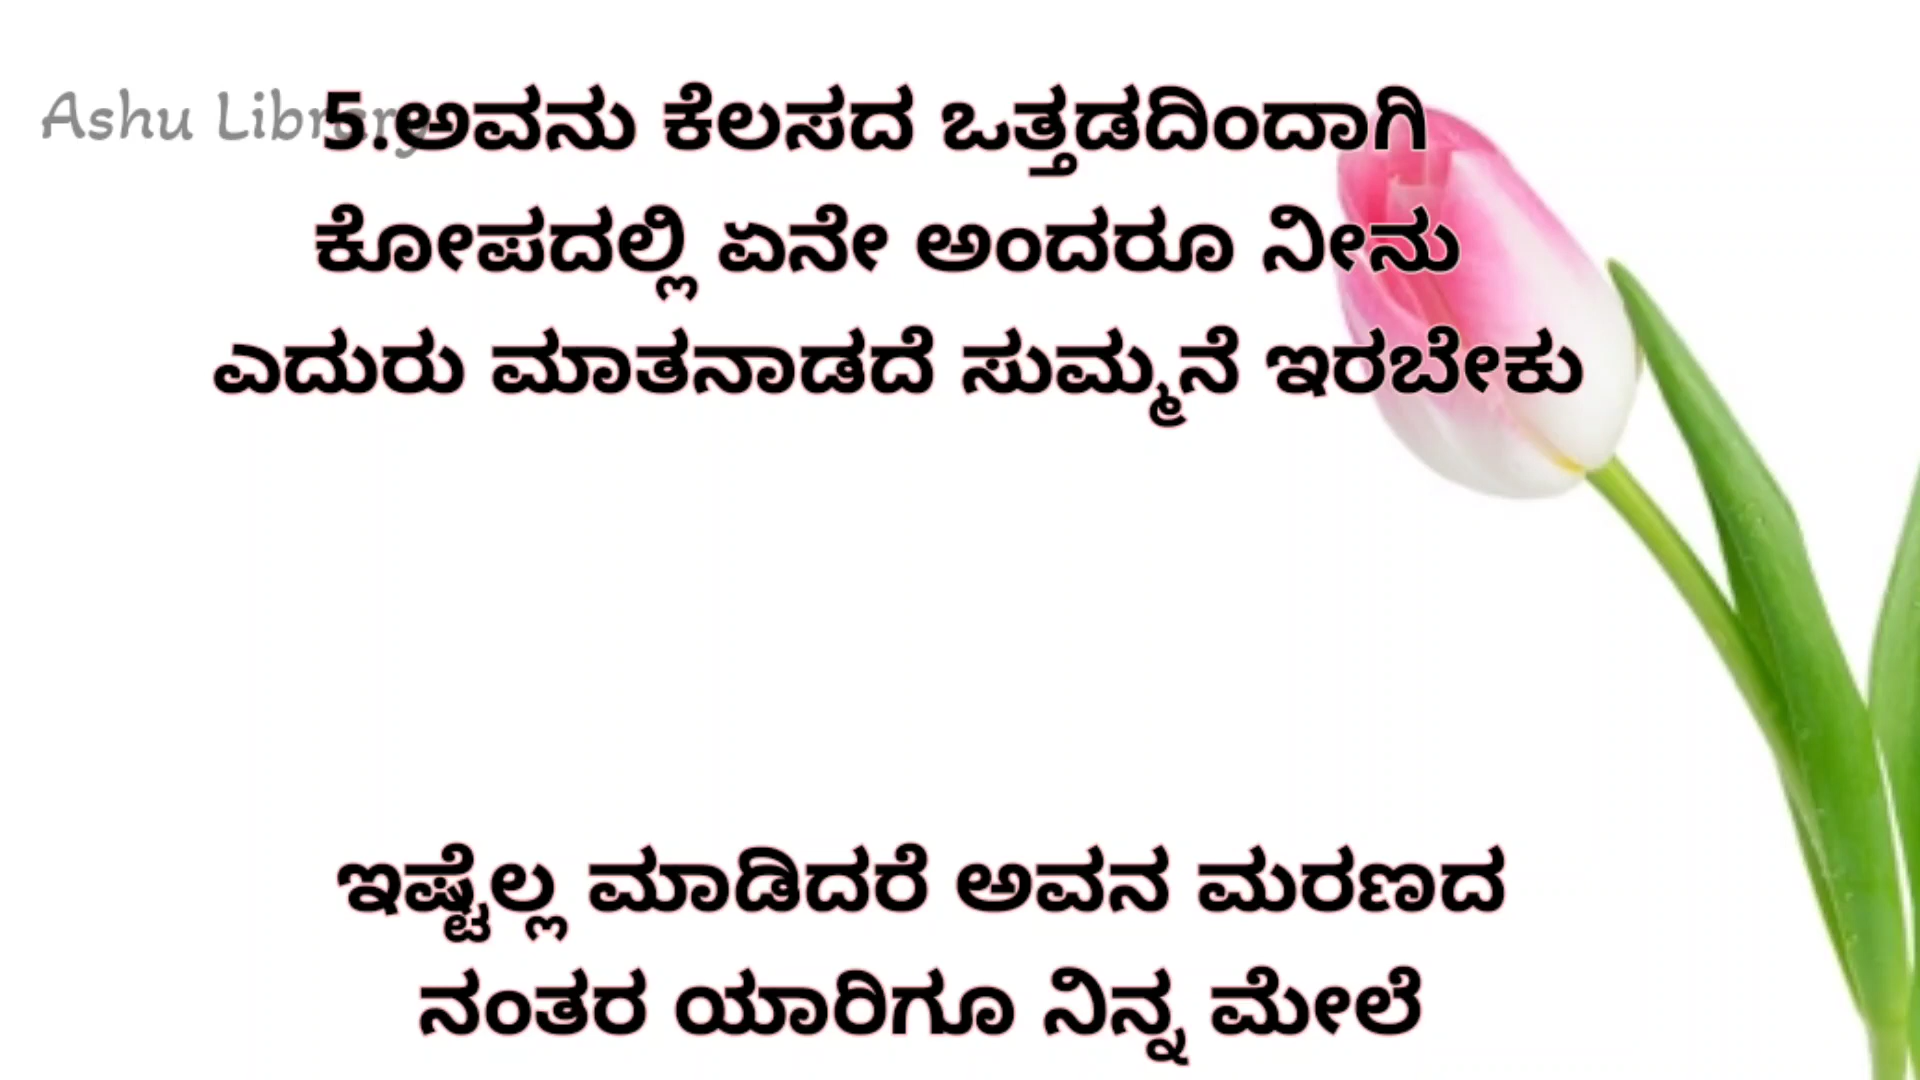 Ashu Library
5.ಅವನು ಕೆಲಸದ ಒತ್ತಡದಿಂದಾಗಿ
ಕೋಪದಲ್ಲಿ ಏನೇ ಅಂದರೂ ನೀನು
ಎದುರು ಮಾತನಾಡದೆ ಸುಮ್ಮನೆ ಇರಬೇಕು
ಇಷ್ಟೆಲ್ಲ ಮಾಡಿದರೆ ಅವನ ಮರಣದ
ನಂತರ ಯಾರಿಗೂ ನಿನ್ನ ಮೇಲೆ